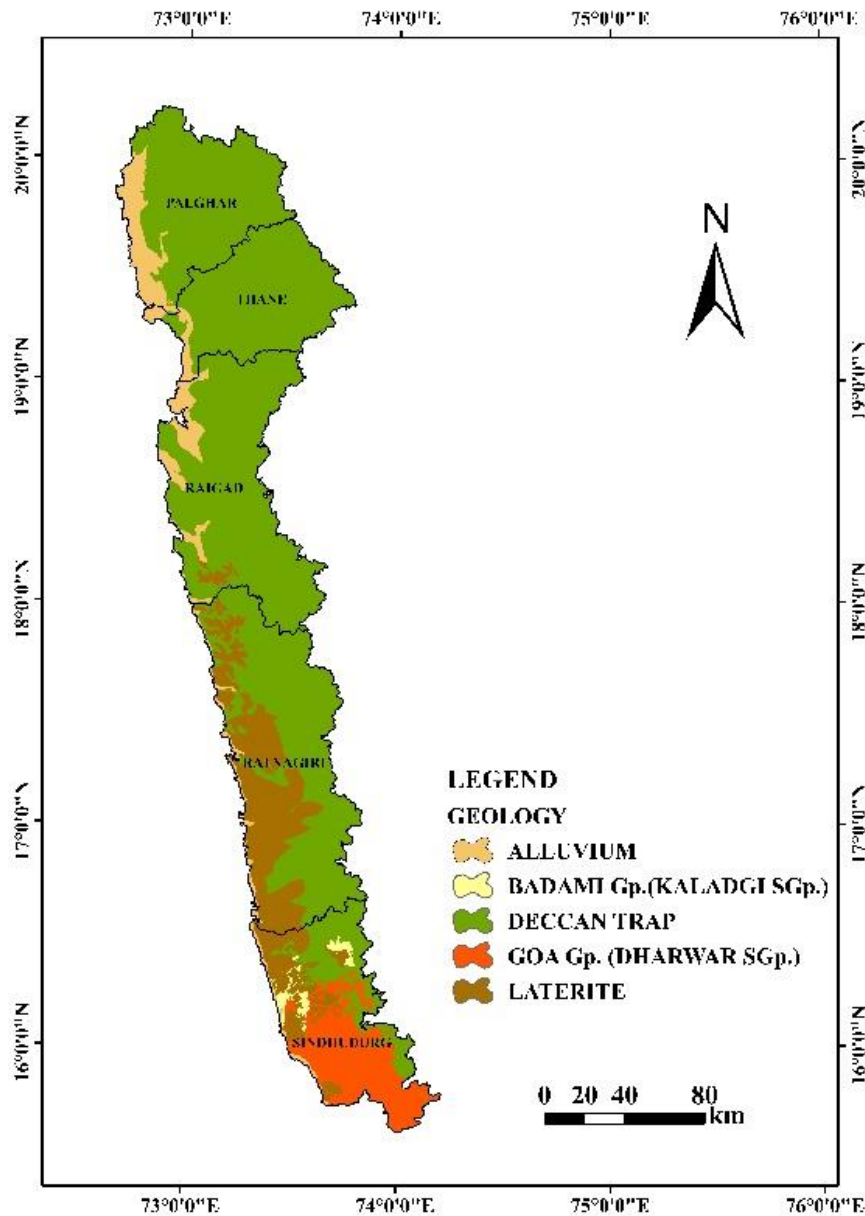 73°0'0"E 74°0'0"E 75°0'0"E 76°0'0"E
20°0'0"N 20°0'0"N
PALGHAR
N
THANE
19°0'0"N 19°0'0"N
RAIGAD
18°0'0"N 18°0'0"N
RATNAGIRI
LEGEND
GEOLOGY
17°0'0"N 17°0'0"N
ALLUVIUM
BADAMI Gp.(KALADGI SGp.)
DECCAN TRAP
GOA Gp. (DHARWAR SGp.)
LATERITE
16°0'0"N 16°0'0"N
SINDHUDURG
0 20 40 80
km
73°0'0"E 74°0'0"E 75°0'0"E 76°0'0"E